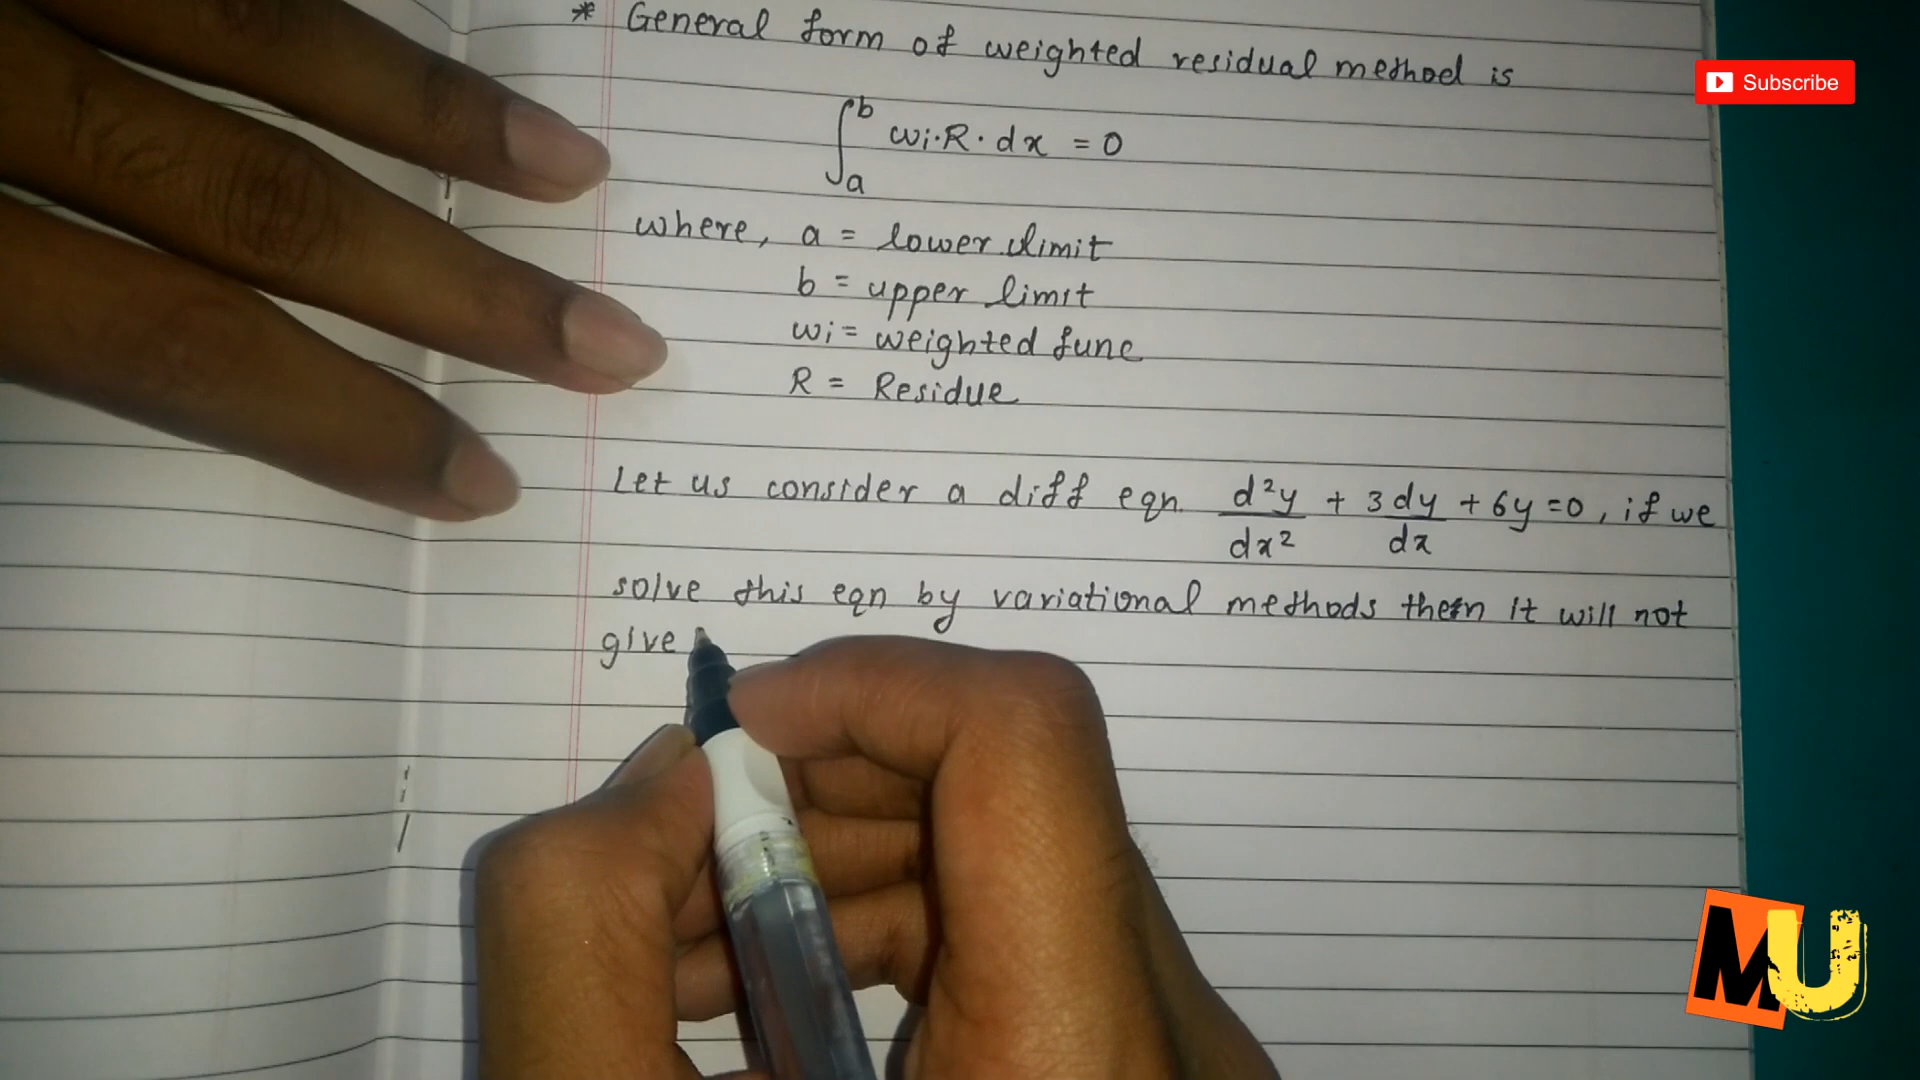 * General form of weighted residual method is
∫_a^b wi·R·dx = 0
where, a = lower limit
b = upper limit
wi = weighted func
R = Residue
Let us consider a diff eqn d²y/dx² + 3dy/dx + 6y = 0, if we
solve this eqn by variational methods then it will not
give
Subscribe
MU